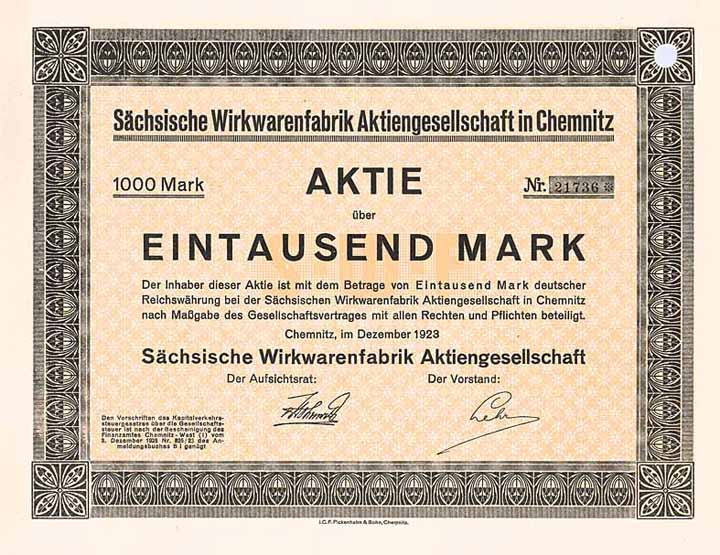 Sächsische Wirkwarenfabrik Aktiengesellschaft in Chemnitz
1000 Mark
AKTIE
Nr. 21736 *
über
EINTAUSEND MARK
Der Inhaber dieser Aktie ist mit dem Betrage von Eintausend Mark deutscher
Reichswährung bei der Sächsischen Wirkwarenfabrik Aktiengesellschaft in Chemnitz
nach Maßgabe des Gesellschaftsvertrages mit allen Rechten und Pflichten beteiligt.
Chemnitz, im Dezember 1923
Sächsische Wirkwarenfabrik Aktiengesellschaft
Der Aufsichtsrat:
Der Vorstand:
Den Vorschriften des Kapitalverkehrs-
steuergesetzes über die Gesellschafts-
steuer ist nach der Bescheinigung des
Finanzamtes Chemnitz-West (I) vom
Dezember 1923 Nr. des An-
meldungsbuches B I genügt
I.C.F. Pickenhahn & Sohn, Chemnitz.